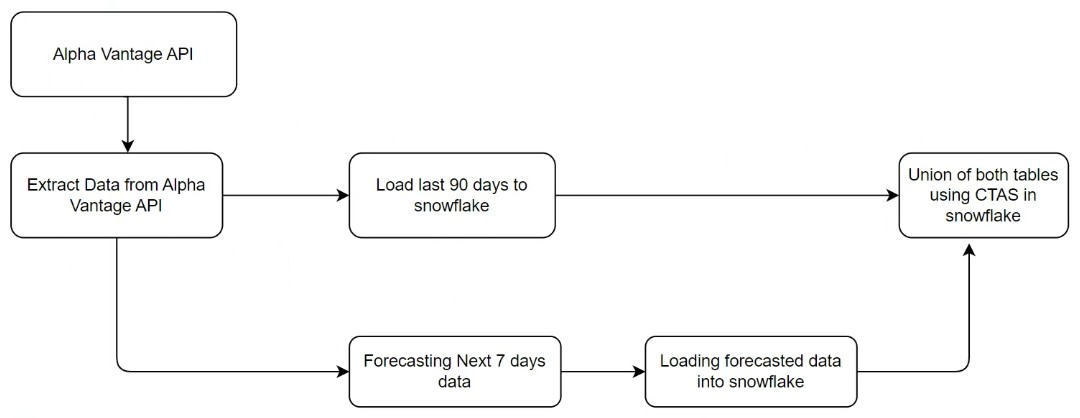 Alpha Vantage API
Extract Data from Alpha
Vantage API
Load last 90 days to
snowflake
Union of both tables
using CTAS in
snowflake
Forecasting Next 7 days
data
Loading forecasted data
into snowflake